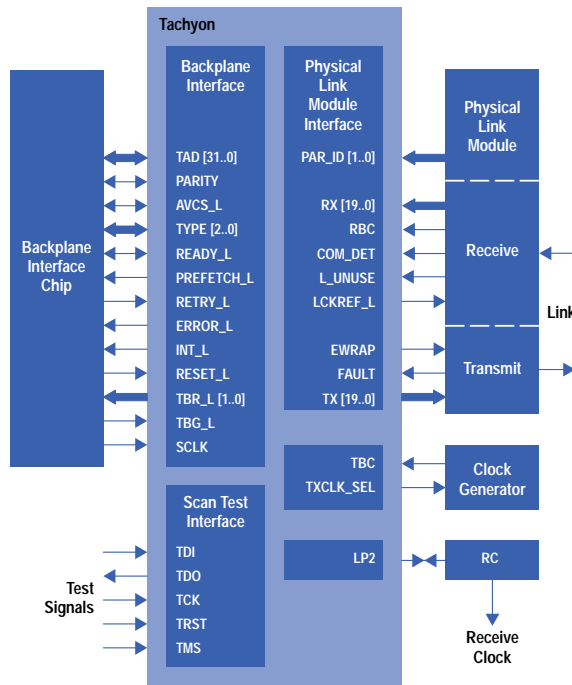 Tachyon
Backplane
Interface
Physical
Link
Module
Interface
Physical
Link
Module
TAD [31..0]
PARITY
AVCS_L
TYPE [2..0]
READY_L
PREFETCH_L
RETRY_L
ERROR_L
INT_L
RESET_L
TBR_L [1..0]
TBG_L
SCLK
Backplane
Interface
Chip
PAR_ID [1..0]
RX [19..0]
RBC
COM_DET
L_UNUSE
LCKREF_L
EWRAP
FAULT
TX [19..0]
Receive
Link
Transmit
TBC
TXCLK_SEL
Clock
Generator
Scan Test
Interface
TDI
TDO
TCK
TRST
TMS
Test
Signals
LP2
RC
Receive
Clock